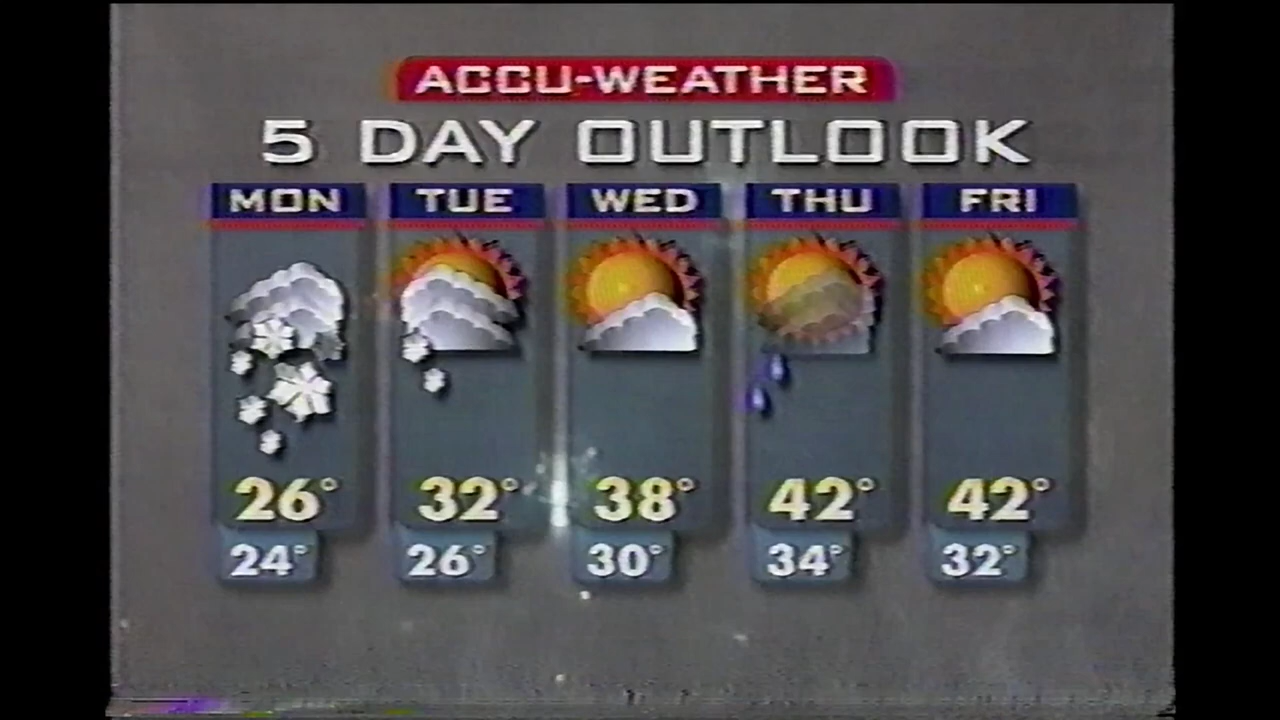 ACCU-WEATHER
5 DAY OUTLOOK
MON TUE WED THU FRI
26° 32° 38° 42° 42°
24° 26° 30° 34° 32°